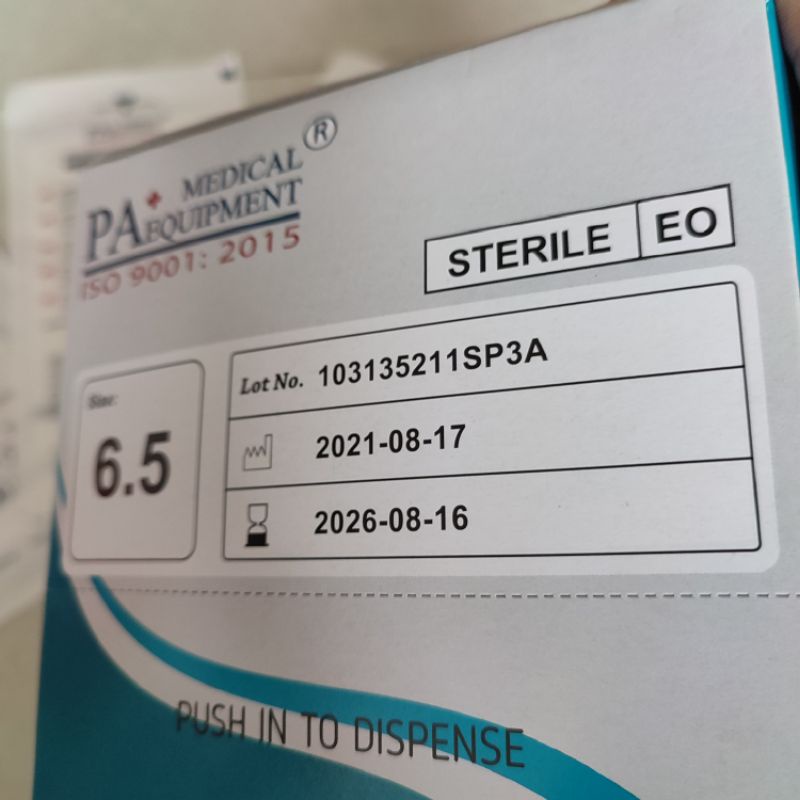 PA MEDICAL EQUIPMENT ®
ISO 9001: 2015
STERILE EO
Size:
6.5
Lot No. 103135211SP3A
2021-08-17
2026-08-16
PUSH IN TO DISPENSE